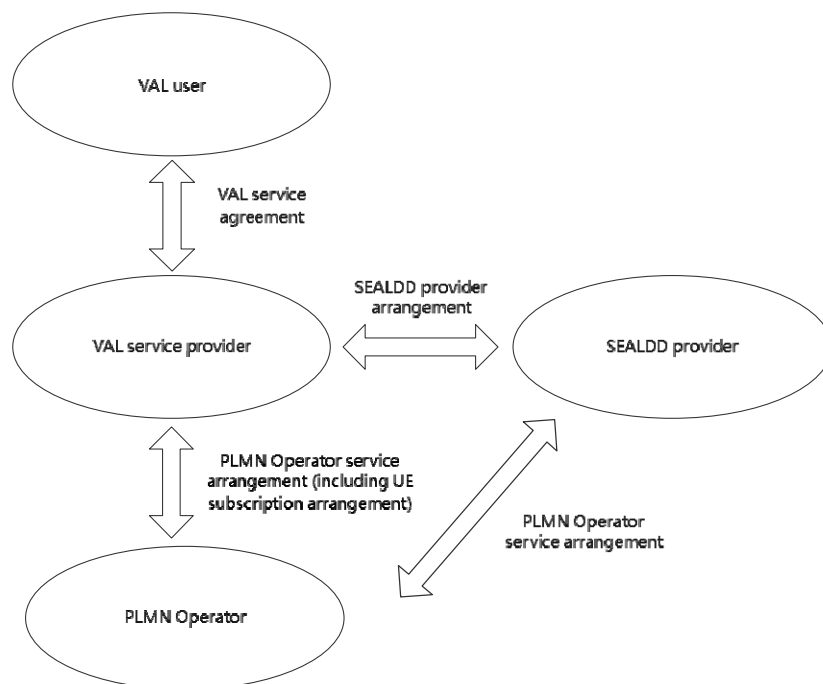 VAL user
VAL service
agreement
SEALDD provider
arrangement
VAL service provider
SEALDD provider
PLMN Operator service
arrangement (including UE
subscription arrangement)
PLMN Operator
service arrangement
PLMN Operator